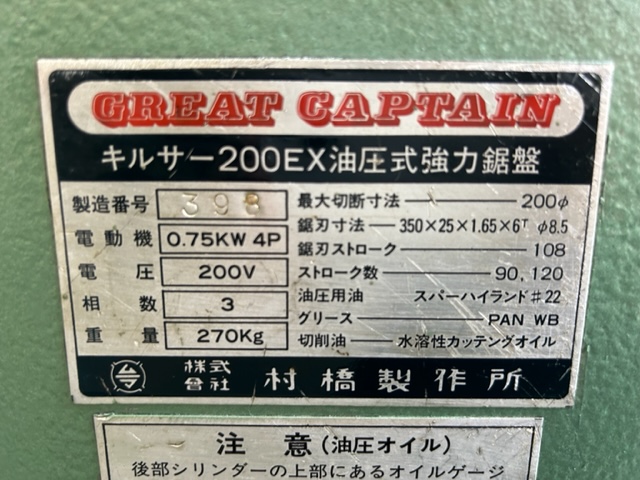 GREAT CAPTAIN
キルサー200EX油圧式強力鋸盤
製造番号 398
電動機 0.75KW 4P
電圧 200V
相数 3
重量 270Kg
最大切断寸法 200φ
鋸刃寸法 350×25×1.65×6T φ8.5
鋸刃ストローク 108
ストローク数 90,120
油圧用油 スパーハイランド#22
グリース PAN WB
切削油 水溶性カッテングオイル
株式会社 村橋製作所
注意(油圧オイル)
後部シリンダーの上部にあるオイルゲージ